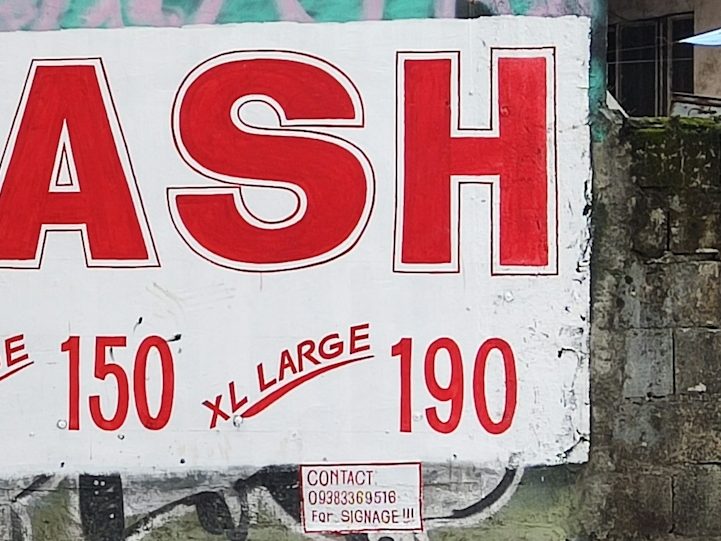 ASH
E 150 XL LARGE 190
CONTACT:
09383369516
For SIGNAGE!!!